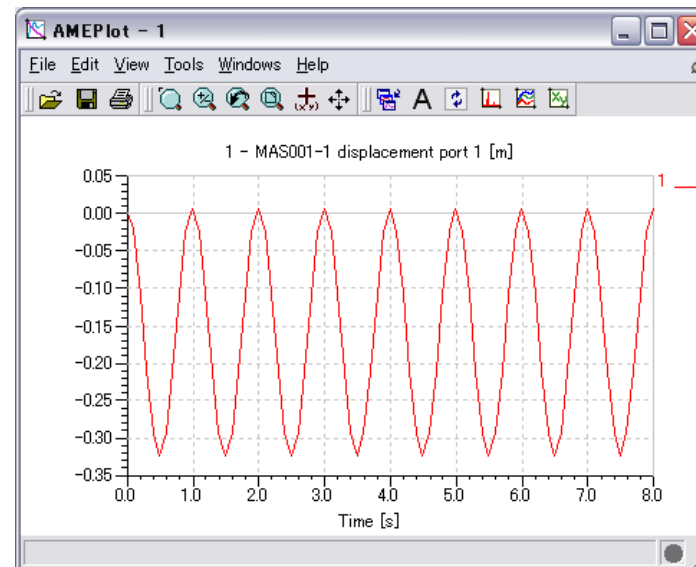 AMEPlot - 1
File Edit View Tools Windows Help
(x,y) A xy
1 - MAS001-1 displacement port 1 [m]
1
0.05
0.00
-0.05
-0.10
-0.15
-0.20
-0.25
-0.30
-0.35
0.0 1.0 2.0 3.0 4.0 5.0 6.0 7.0 8.0
Time [s]